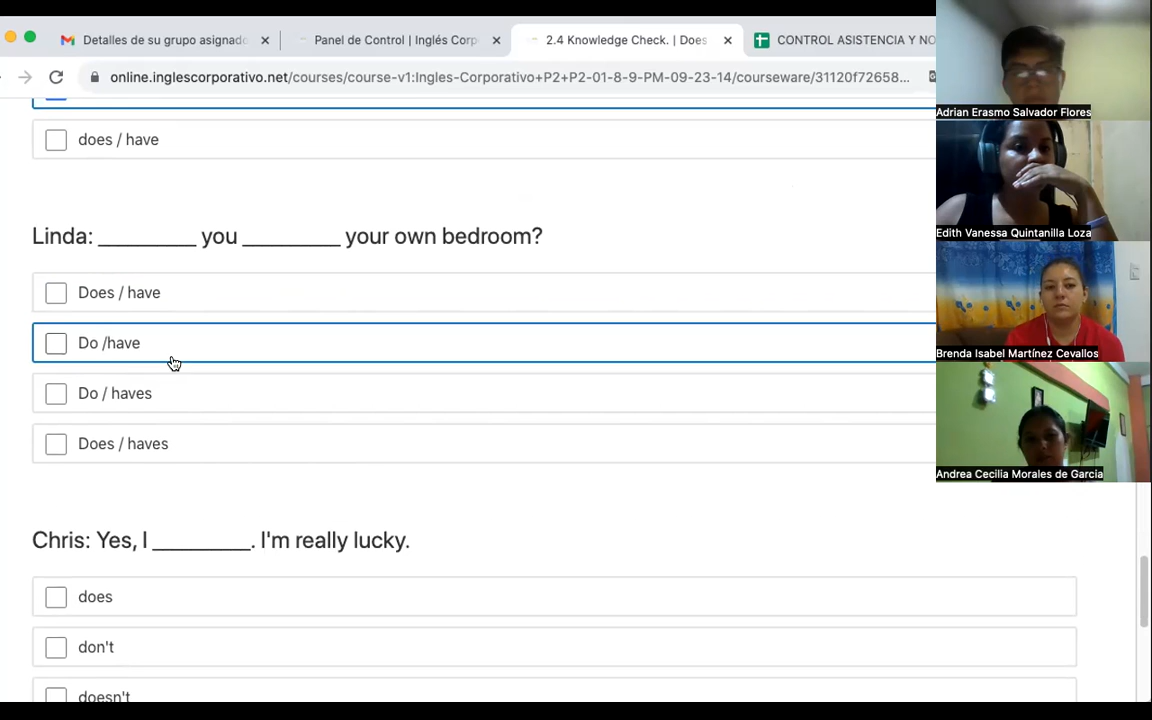 Detalles de su grupo asignado
Panel de Control | Inglés Corp
2.4 Knowledge Check. | Does
CONTROL ASISTENCIA Y NO
online.inglescorporativo.net/courses/course-v1:Ingles-Corporativo+P2+P2-01-8-9-PM-09-23-14/courseware/31120f72658...
does / have
Linda: _________ you _________ your own bedroom?
Does / have
Do /have
Do / haves
Does / haves
Chris: Yes, I _________. I'm really lucky.
does
don't
doesn't
Adrian Erasmo Salvador Flores
Edith Vanessa Quintanilla Loza
Brenda Isabel Martínez Cevallos
Andrea Cecilia Morales de Garcia